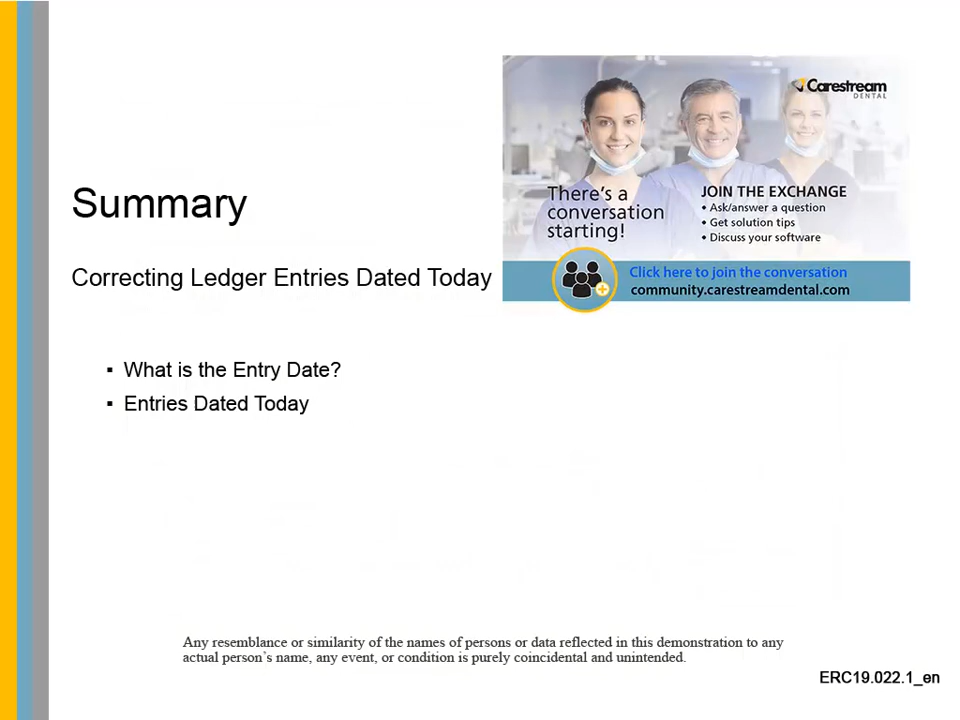 Summary
Correcting Ledger Entries Dated Today
▪ What is the Entry Date?
▪ Entries Dated Today
Carestream
DENTAL
There's a
conversation
starting!
JOIN THE EXCHANGE
• Ask/answer a question
• Get solution tips
• Discuss your software
Click here to join the conversation
community.carestreamdental.com
Any resemblance or similarity of the names of persons or data reflected in this demonstration to any
actual person's name, any event, or condition is purely coincidental and unintended.
ERC19.022.1_en